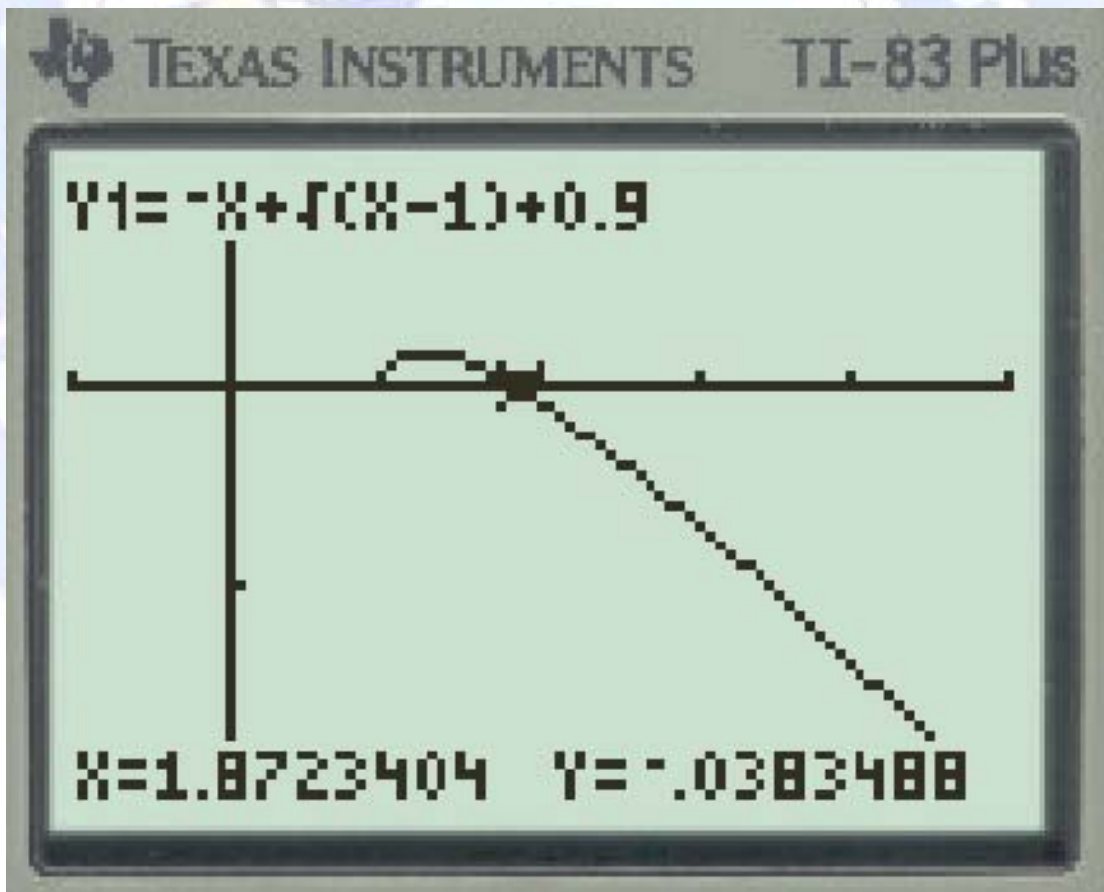 TEXAS INSTRUMENTS TI-83 Plus
Y1=-X+√(X-1)+0.9
X=1.8723404 Y=-.0383488